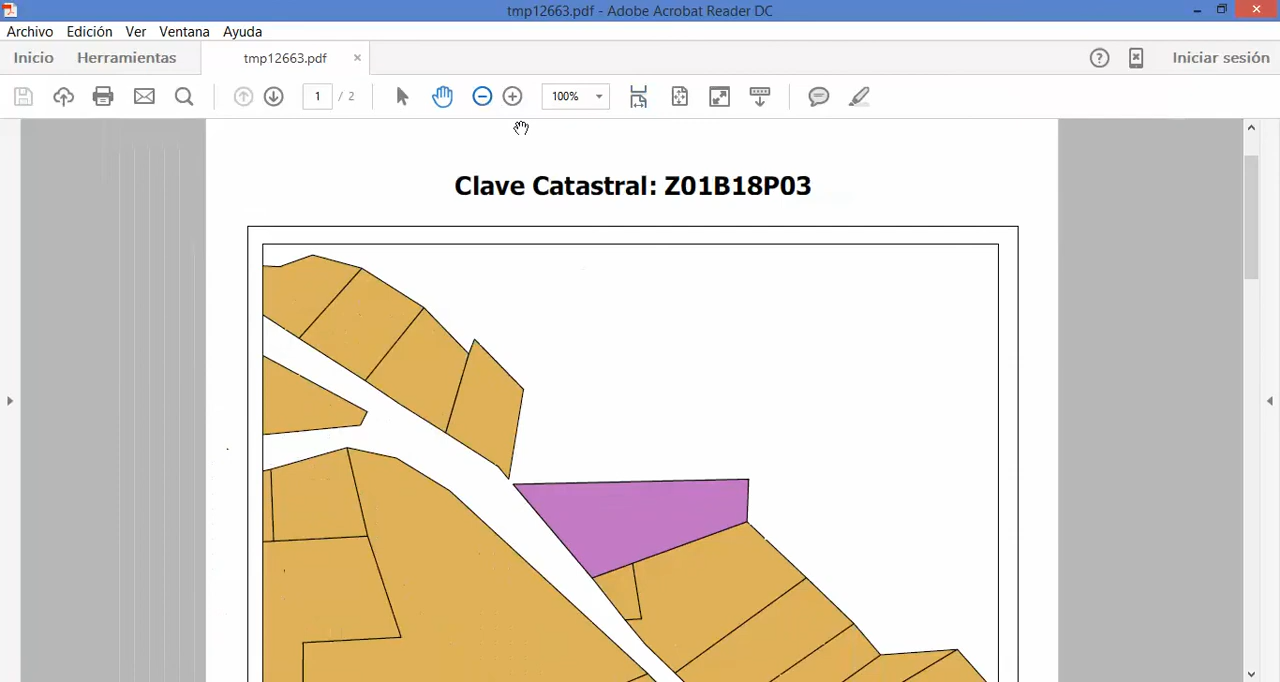 tmp12663.pdf - Adobe Acrobat Reader DC
Archivo Edición Ver Ventana Ayuda
Inicio Herramientas tmp12663.pdf × Iniciar sesión
1 / 2 100%
Clave Catastral: Z01B18P03